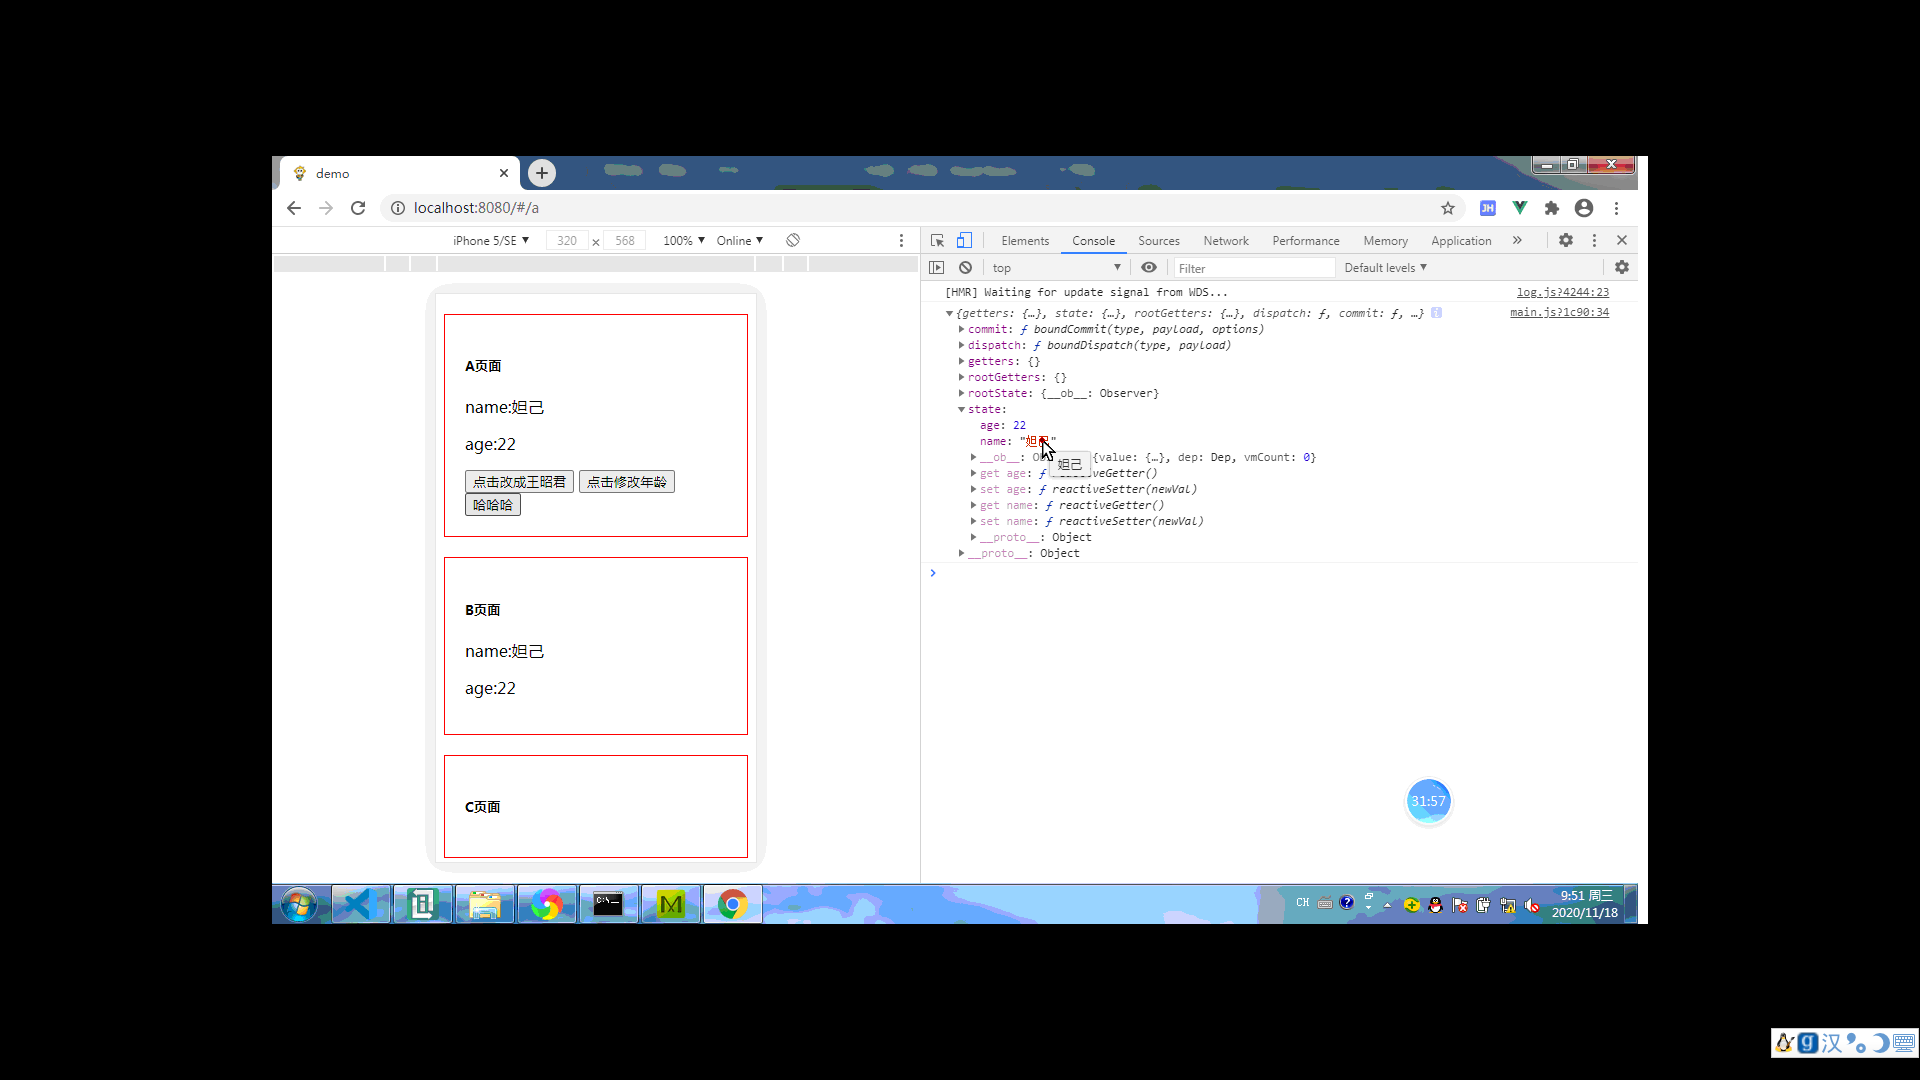 demo
localhost:8080/#/a
JH
iPhone 5/SE ▼ 320 × 568 100% ▼ Online ▼
Elements Console Sources Network Performance Memory Application »
top ▼ Filter Default levels ▼
[HMR] Waiting for update signal from WDS... log.js?4244:23
▼{getters: {…}, state: {…}, rootGetters: {…}, dispatch: ƒ, commit: ƒ, …} i main.js?1c90:34
▶commit: ƒ boundCommit(type, payload, options)
▶dispatch: ƒ boundDispatch(type, payload)
▶getters: {}
▶rootGetters: {}
▶rootState: {__ob__: Observer}
▼state:
age: 22
name: "妲己"
▶__ob__: {value: {…}, dep: Dep, vmCount: 0}
妲己
▶get age: ƒ Getter()
▶set age: ƒ reactiveSetter(newVal)
▶get name: ƒ reactiveGetter()
▶set name: ƒ reactiveSetter(newVal)
▶__proto__: Object
▶__proto__: Object
A页面
name:妲己
age:22
点击改成王昭君 点击修改年龄
哈哈哈
B页面
name:妲己
age:22
C页面
31:57
CH
9:51 周三
2020/11/18
汉